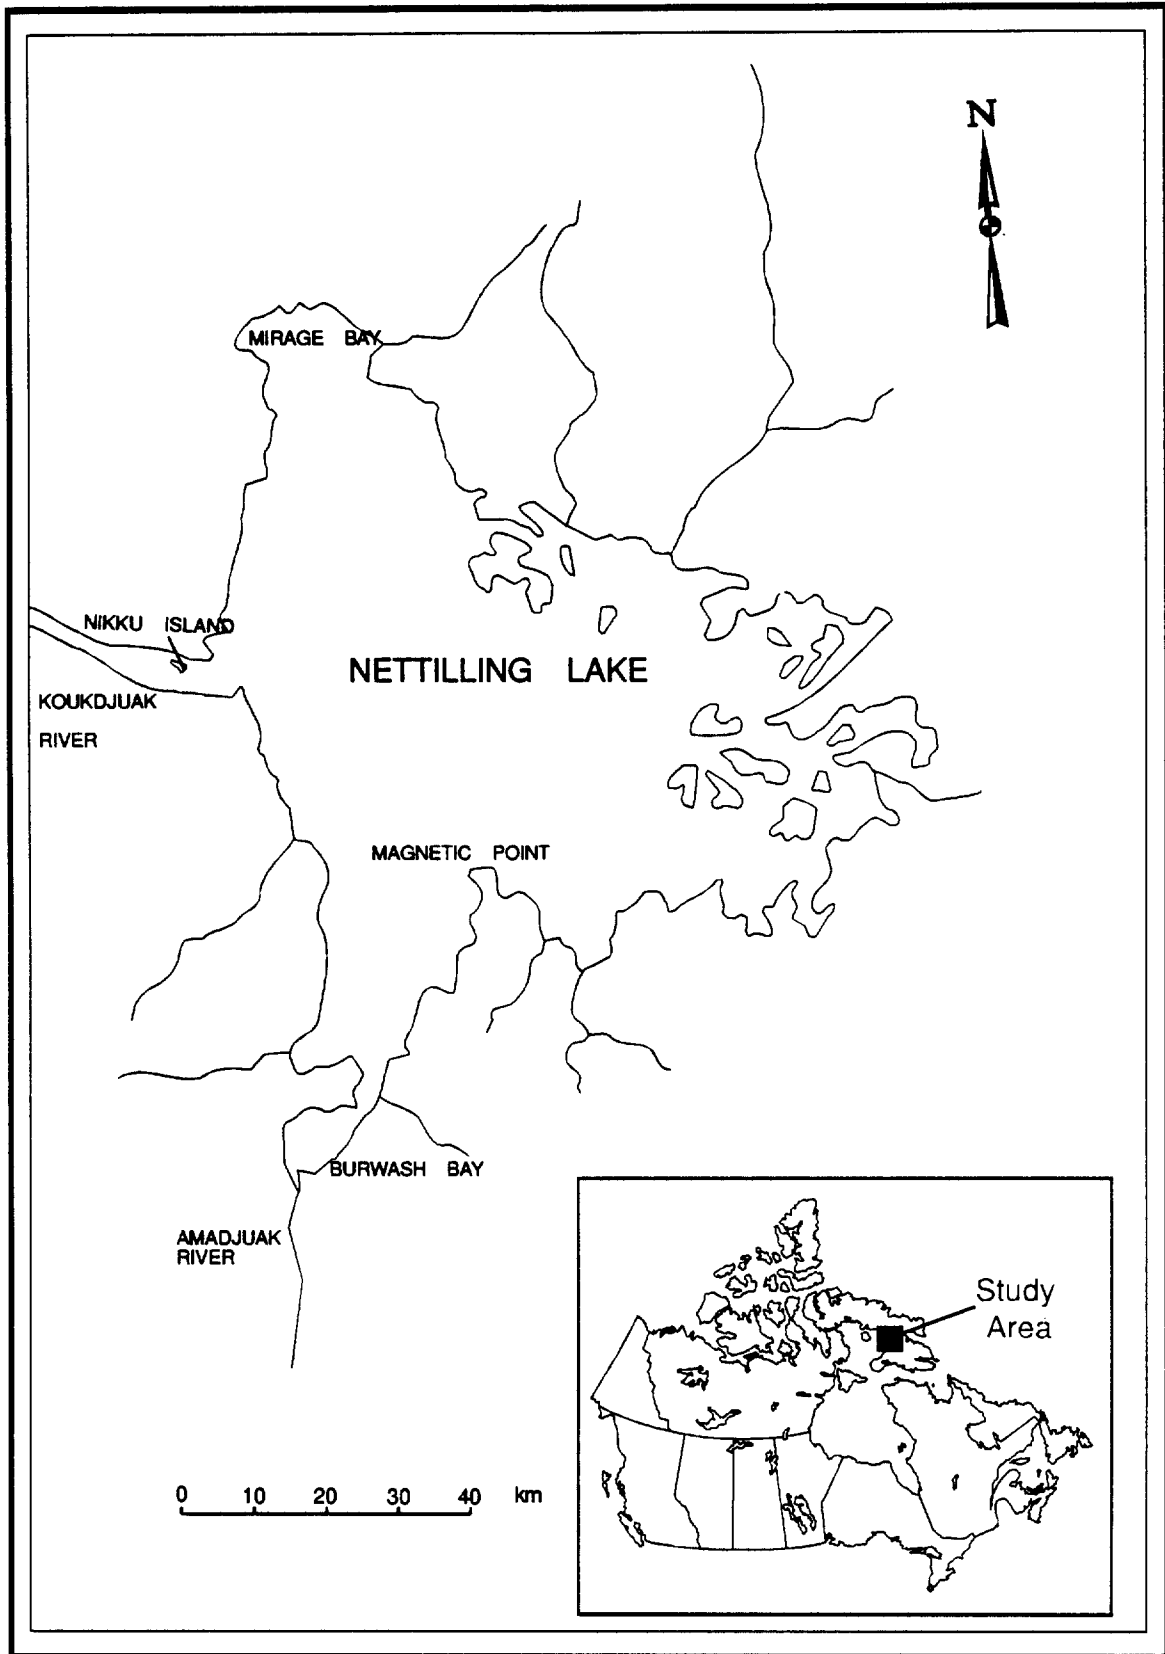 N
MIRAGE BAY
NIKKU ISLAND
NETTILLING LAKE
KOUKDJUAK
RIVER
MAGNETIC POINT
BURWASH BAY
AMADJUAK
RIVER
Study
Area
0 10 20 30 40 km